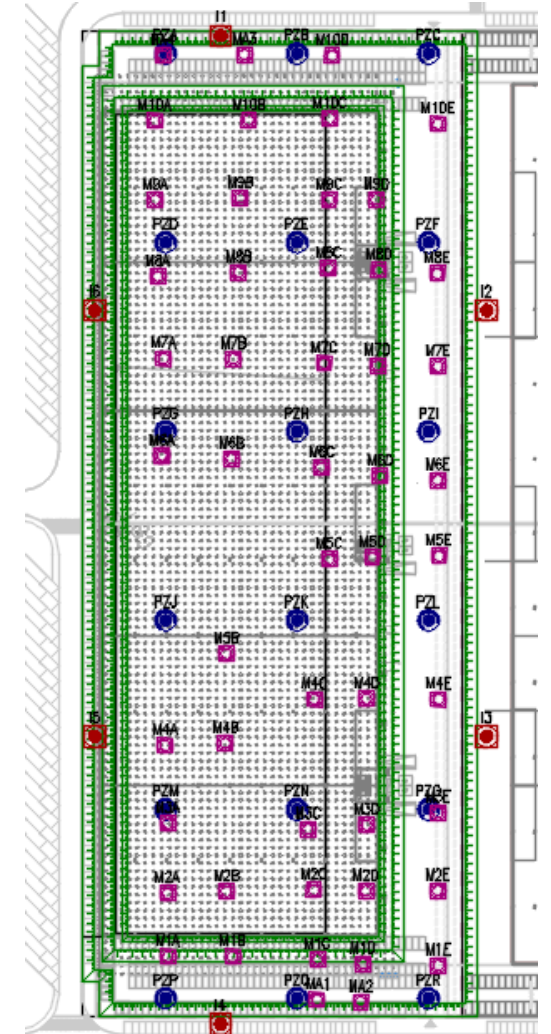 I1
PZA PZB PZC
MA3 M10D
M10A M10B M10C M10E
M9A M9B M9C M9D
PZD PZE PZF
M8A M8B M8C M8D M8E
I6 I2
M7A M7B M7C M7D M7E
PZG PZH PZI
M6A M6B M6C M6D M6E
M5C M5D M5E
PZJ PZK PZL
M5B
M4C M4D M4E
I5 I3
M4A M4B
PZM PZN
M3C M3D
M2A M2B M2C M2D M2E
M1A M1B M1C M1D M1E
PZP PZQ PZR
MA1 MA2
I4